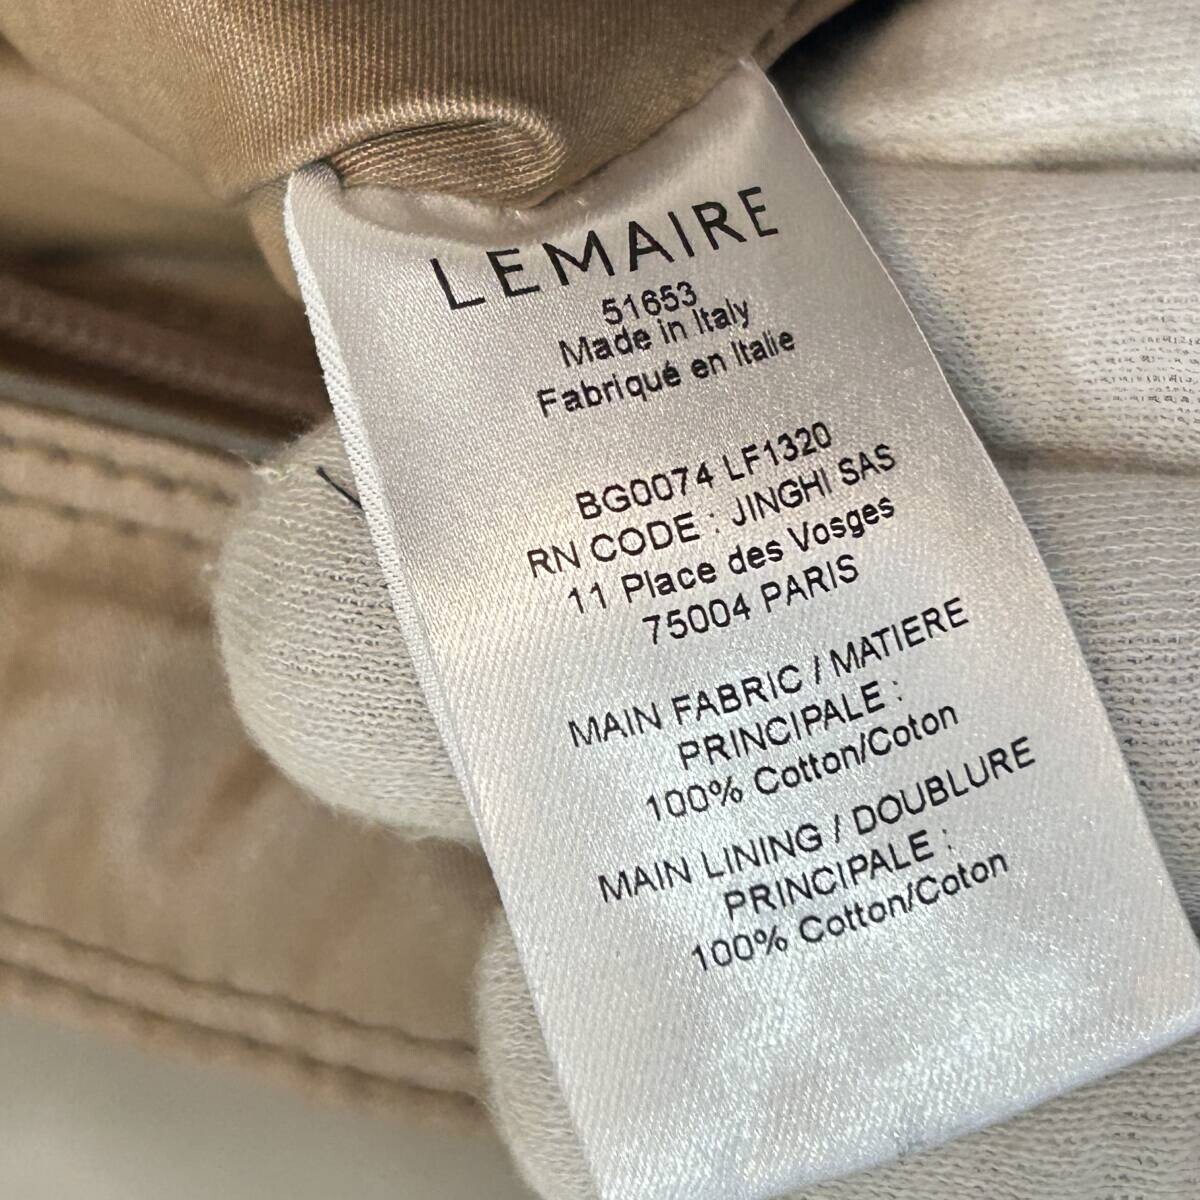 LEMAIRE
51653
Made in Italy
Fabriqué en Italie
BG0074 LF1320
RN CODE : JINGHI SAS
11 Place des Vosges
75004 PARIS
MAIN FABRIC / MATIERE
PRINCIPALE :
100% Cotton/Coton
MAIN LINING / DOUBLURE
PRINCIPALE :
100% Cotton/Coton